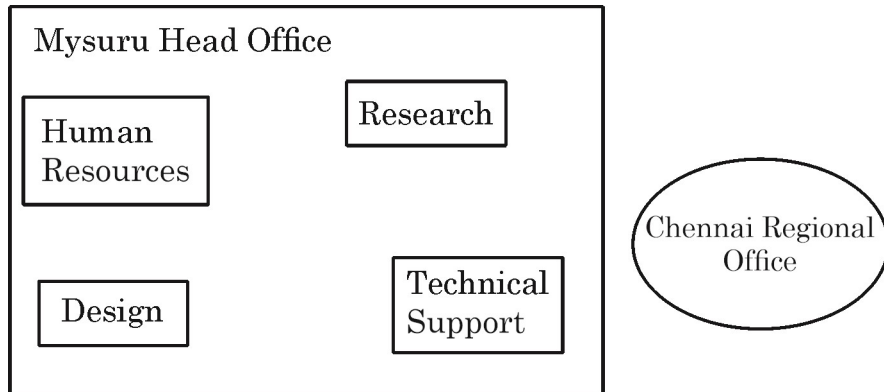 Mysuru Head Office
Research
Human
Resources
Chennai Regional
Office
Technical
Support
Design